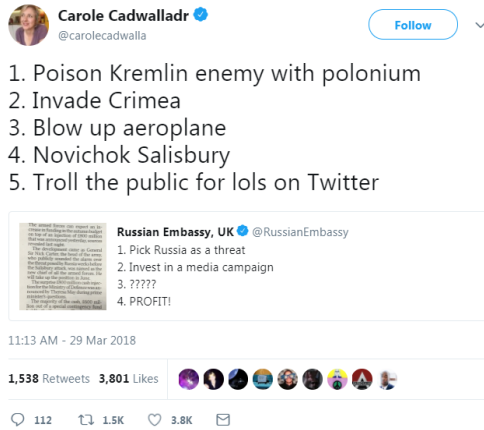 Carole Cadwalladr
@carolecadwalla
Follow
1. Poison Kremlin enemy with polonium
2. Invade Crimea
3. Blow up aeroplane
4. Novichok Salisbury
5. Troll the public for lols on Twitter
Russian Embassy, UK @RussianEmbassy
1. Pick Russia as a threat
2. Invest in a media campaign
3. ?????
4. PROFIT!
11:13 AM - 29 Mar 2018
1,538 Retweets 3,801 Likes
112 1.5K 3.8K